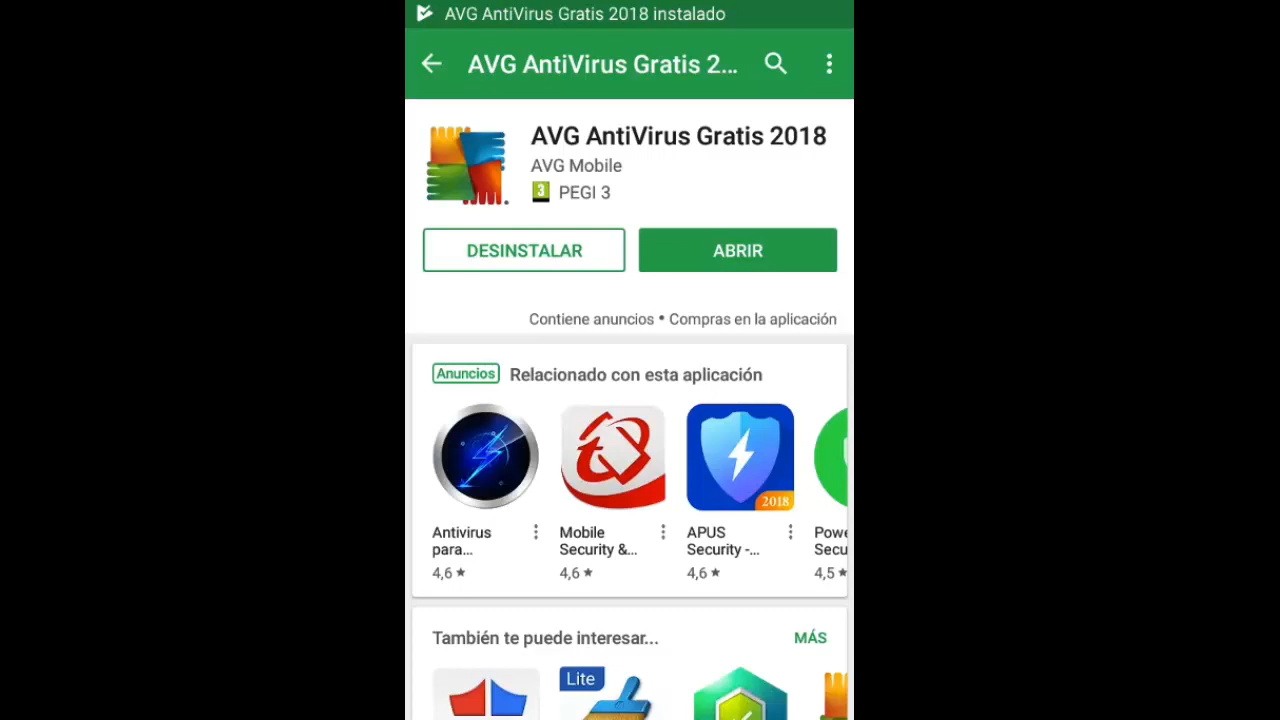 AVG AntiVirus Gratis 2018 instalado
AVG AntiVirus Gratis 2...
AVG AntiVirus Gratis 2018
AVG Mobile
3 PEGI 3
DESINSTALAR
ABRIR
Contiene anuncios • Compras en la aplicación
Anuncios Relacionado con esta aplicación
2018
Antivirus para...
4,6 ★
Mobile Security &...
4,6 ★
APUS Security -...
4,6 ★
Powe
Secu
4,5 ★
También te puede interesar...
MÁS
Lite